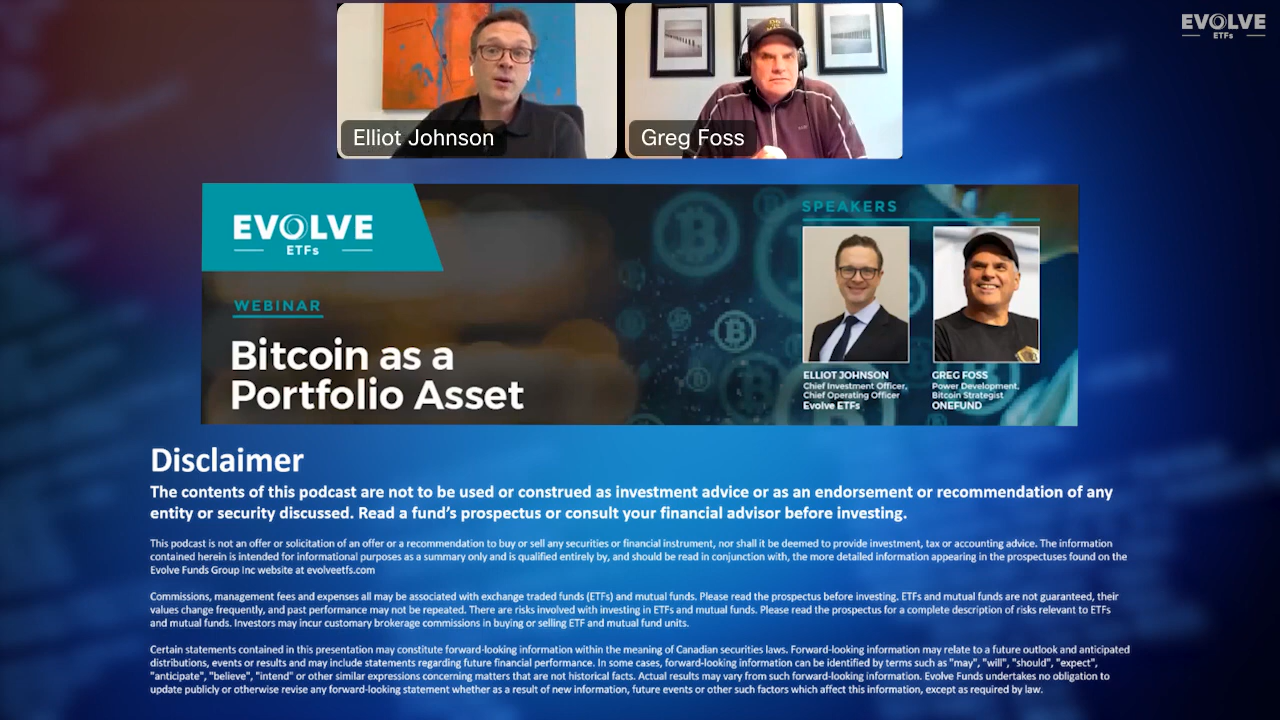 EVOLVE
ETFs
Elliot Johnson
Greg Foss
EVOLVE
ETFs
SPEAKERS
WEBINAR
Bitcoin as a
Portfolio Asset
ELLIOT JOHNSON
Chief Investment Officer,
Chief Operating Officer
Evolve ETFs
GREG FOSS
Power Development,
Bitcoin Strategist
ONEFUND
Disclaimer
The contents of this podcast are not to be used or construed as investment advice or as an endorsement or recommendation of any
entity or security discussed. Read a fund's prospectus or consult your financial advisor before investing.
This podcast is not an offer or solicitation of an offer or a recommendation to buy or sell any securities or financial instrument, nor shall it be deemed to provide investment, tax or accounting advice. The information
contained herein is intended for informational purposes as a summary only and is qualified entirely by, and should be read in conjunction with, the more detailed information appearing in the prospectuses found on the
Evolve Funds Group Inc website at evolveetfs.com
Commissions, management fees and expenses all may be associated with exchange traded funds (ETFs) and mutual funds. Please read the prospectus before investing. ETFs and mutual funds are not guaranteed, their
values change frequently, and past performance may not be repeated. There are risks involved with investing in ETFs and mutual funds. Please read the prospectus for a complete description of risks relevant to ETFs
and mutual funds. Investors may incur customary brokerage commissions in buying or selling ETF and mutual fund units.
Certain statements contained in this presentation may constitute forward-looking information within the meaning of Canadian securities laws. Forward-looking information may relate to a future outlook and anticipated
distributions, events or results and may include statements regarding future financial performance. In some cases, forward-looking information can be identified by terms such as "may", "will", "should", "expect",
"anticipate", "believe", "intend" or other similar expressions concerning matters that are not historical facts. Actual results may vary from such forward-looking information. Evolve Funds undertakes no obligation to
update publicly or otherwise revise any forward-looking statement whether as a result of new information, future events or other such factors which affect this information, except as required by law.